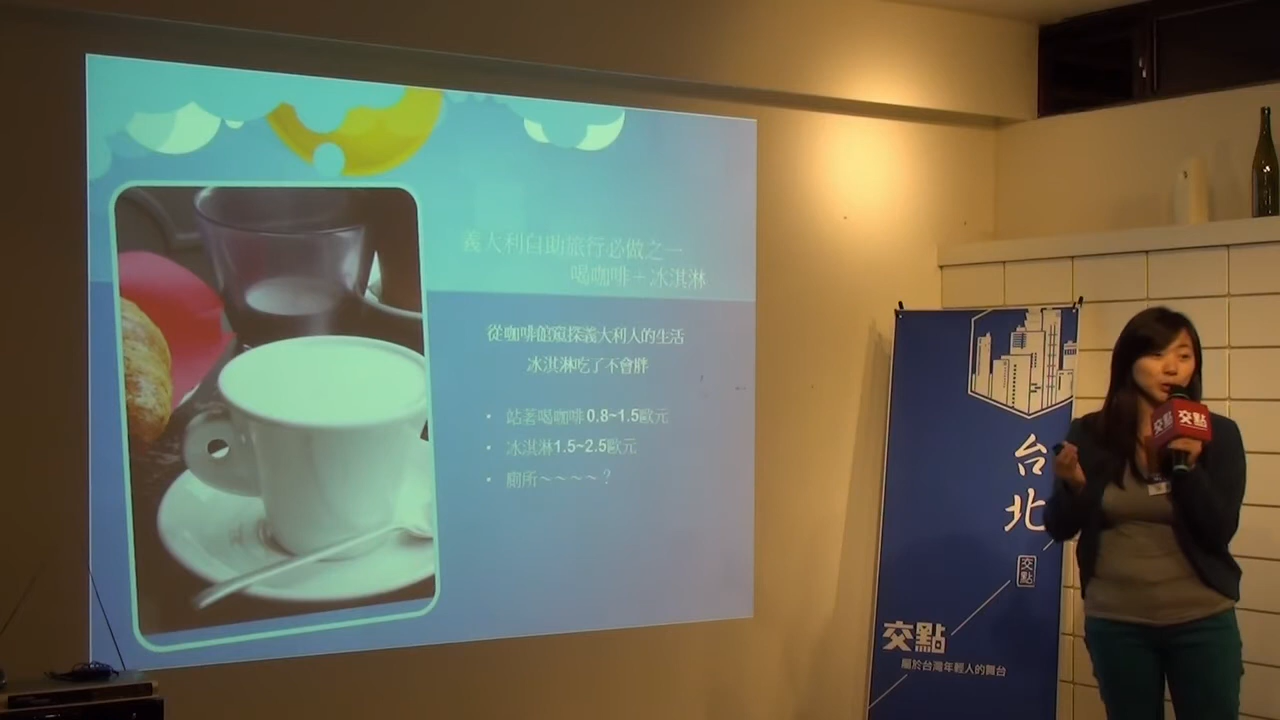 義大利自助旅行必做之一
喝咖啡+冰淇淋
從咖啡館窺探義大利人的生活
冰淇淋吃了不會胖
• 站著喝咖啡0.8~1.5歐元
• 冰淇淋1.5~2.5歐元
• 廁所~~~~?
台北
交點
交點
屬於台灣年輕人的舞台
交點
交點